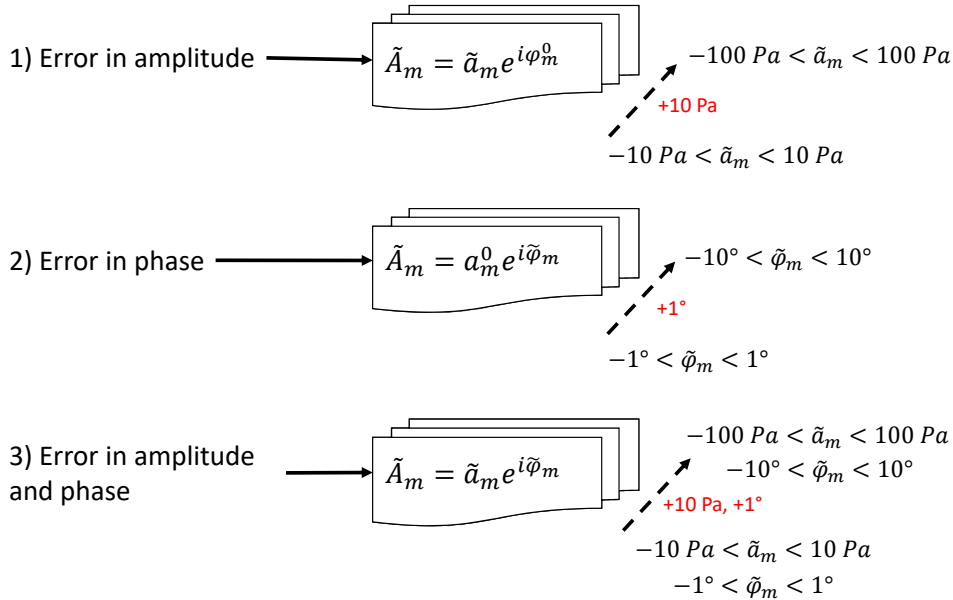 1) Error in amplitude
Ã_m = ã_m e^{iφ_m^0}
−100 Pa < ã_m < 100 Pa
+10 Pa
−10 Pa < ã_m < 10 Pa
2) Error in phase
Ã_m = a_m^0 e^{iφ̃_m}
−10° < φ̃_m < 10°
+1°
−1° < φ̃_m < 1°
3) Error in amplitude
and phase
Ã_m = ã_m e^{iφ̃_m}
−100 Pa < ã_m < 100 Pa
−10° < φ̃_m < 10°
+10 Pa, +1°
−10 Pa < ã_m < 10 Pa
−1° < φ̃_m < 1°